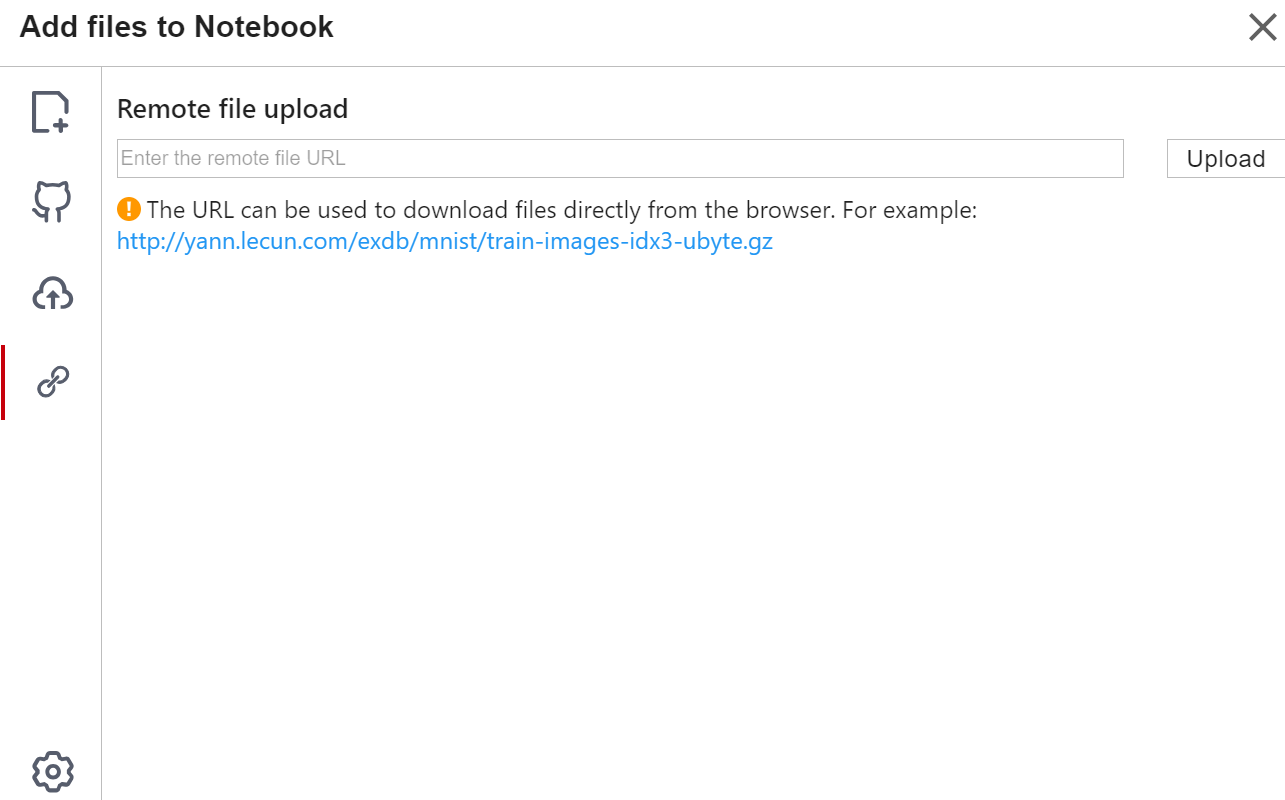 Add files to Notebook
Remote file upload
Enter the remote file URL
Upload
The URL can be used to download files directly from the browser. For example:
http://yann.lecun.com/exdb/mnist/train-images-idx3-ubyte.gz